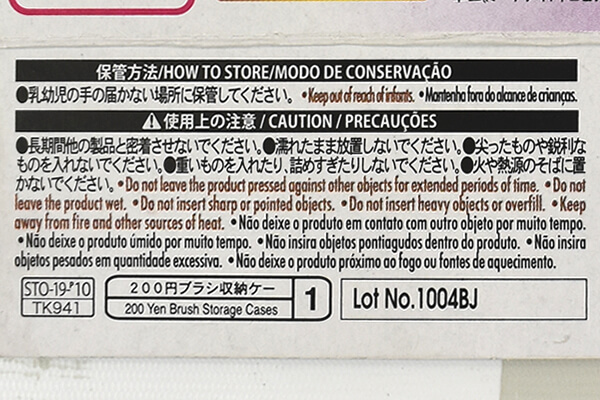 保管方法/HOW TO STORE/MODO DE CONSERVAÇÃO
●乳幼児の手の届かない場所に保管してください。 •Keep out of reach of infants. •Mantenha fora do alcance de crianças.
⚠使用上の注意 / CAUTION / PRECAUÇÕES
●長期間他の製品と密着させないでください。●濡れたまま放置しないでください。●尖ったものや鋭利な
ものを入れないでください。●重いものを入れたり、詰めすぎたりしないでください。●火や熱源のそばに置
かないでください。 •Do not leave the product pressed against other objects for extended periods of time. •Do not
leave the product wet. •Do not insert sharp or pointed objects. •Do not insert heavy objects or overfill. •Keep
away from fire and other sources of heat. •Não deixe o produto em contato com outro objeto por muito tempo.
•Não deixe o produto úmido por muito tempo. •Não insira objetos pontiagudos dentro do produto. •Não insira
objetos pesados em quantidade excessiva. •Não deixe o produto próximo ao fogo ou fontes de aquecimento.
STO-19-P10
TK941
200円ブラシ収納ケー
200 Yen Brush Storage Cases
1
Lot No.1004BJ